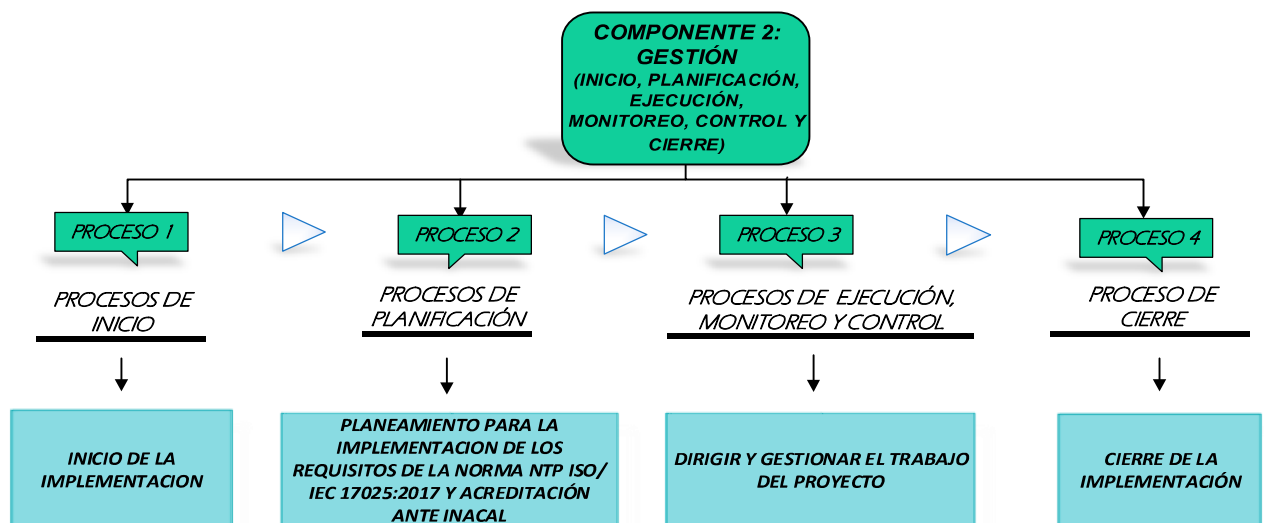 COMPONENTE 2:
GESTIÓN
(INICIO, PLANIFICACIÓN,
EJECUCIÓN,
MONITOREO, CONTROL Y
CIERRE)
PROCESO 1
PROCESO 2
PROCESO 3
PROCESO 4
PROCESOS DE
INICIO
PROCESOS DE
PLANIFICACIÓN
PROCESOS DE EJECUCIÓN,
MONITOREO Y CONTROL
PROCESO DE
CIERRE
INICIO DE LA
IMPLEMENTACION
PLANEAMIENTO PARA LA
IMPLEMENTACION DE LOS
REQUISITOS DE LA NORMA NTP ISO/
IEC 17025:2017 Y ACREDITACIÓN
ANTE INACAL
DIRIGIR Y GESTIONAR EL TRABAJO
DEL PROYECTO
CIERRE DE LA
IMPLEMENTACIÓN